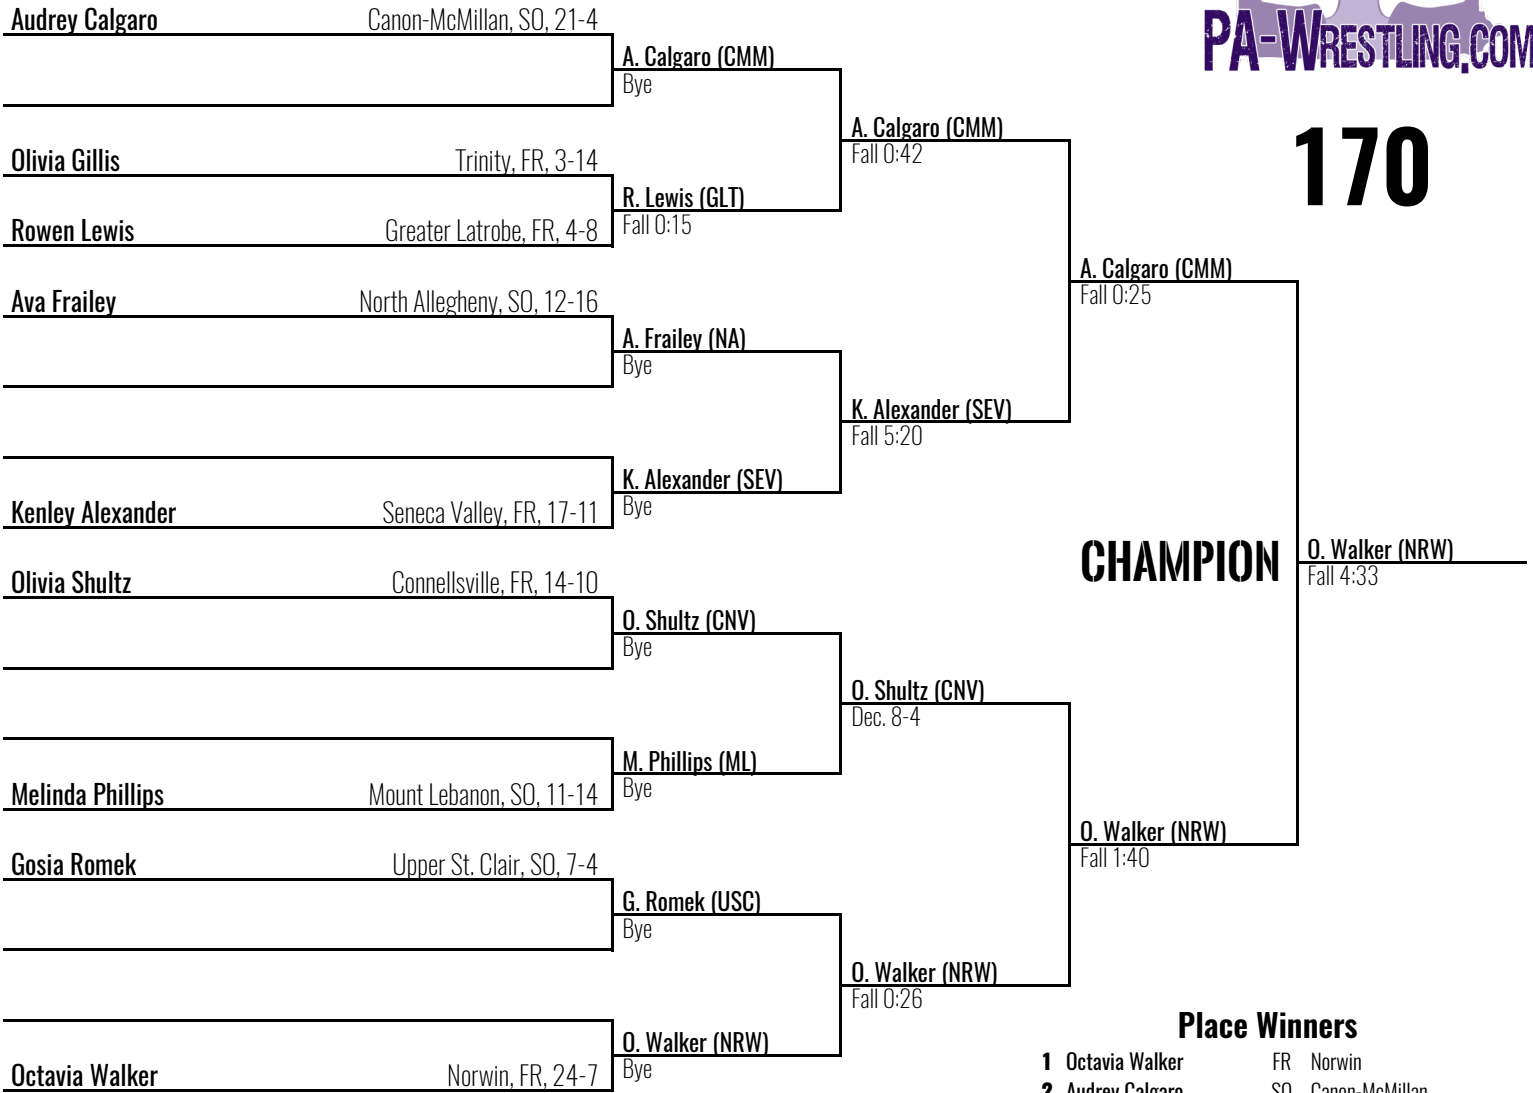 PA-WRESTLING.COM
170
Audrey Calgaro Canon-McMillan, SO, 21-4
A. Calgaro (CMM)
Bye
A. Calgaro (CMM)
Fall 0:42
Olivia Gillis Trinity, FR, 3-14
R. Lewis (GLT)
Fall 0:15
Rowen Lewis Greater Latrobe, FR, 4-8
A. Calgaro (CMM)
Fall 0:25
Ava Frailey North Allegheny, SO, 12-16
A. Frailey (NA)
Bye
K. Alexander (SEV)
Fall 5:20
K. Alexander (SEV)
Bye
Kenley Alexander Seneca Valley, FR, 17-11
CHAMPION
O. Walker (NRW)
Fall 4:33
Olivia Shultz Connellsville, FR, 14-10
O. Shultz (CNV)
Bye
O. Shultz (CNV)
Dec. 8-4
M. Phillips (ML)
Bye
Melinda Phillips Mount Lebanon, SO, 11-14
O. Walker (NRW)
Fall 1:40
Gosia Romek Upper St. Clair, SO, 7-4
G. Romek (USC)
Bye
O. Walker (NRW)
Fall 0:26
O. Walker (NRW)
Bye
Octavia Walker Norwin, FR, 24-7
Place Winners
1 Octavia Walker FR Norwin
2 Audrey Calgaro SO Canon-McMillan